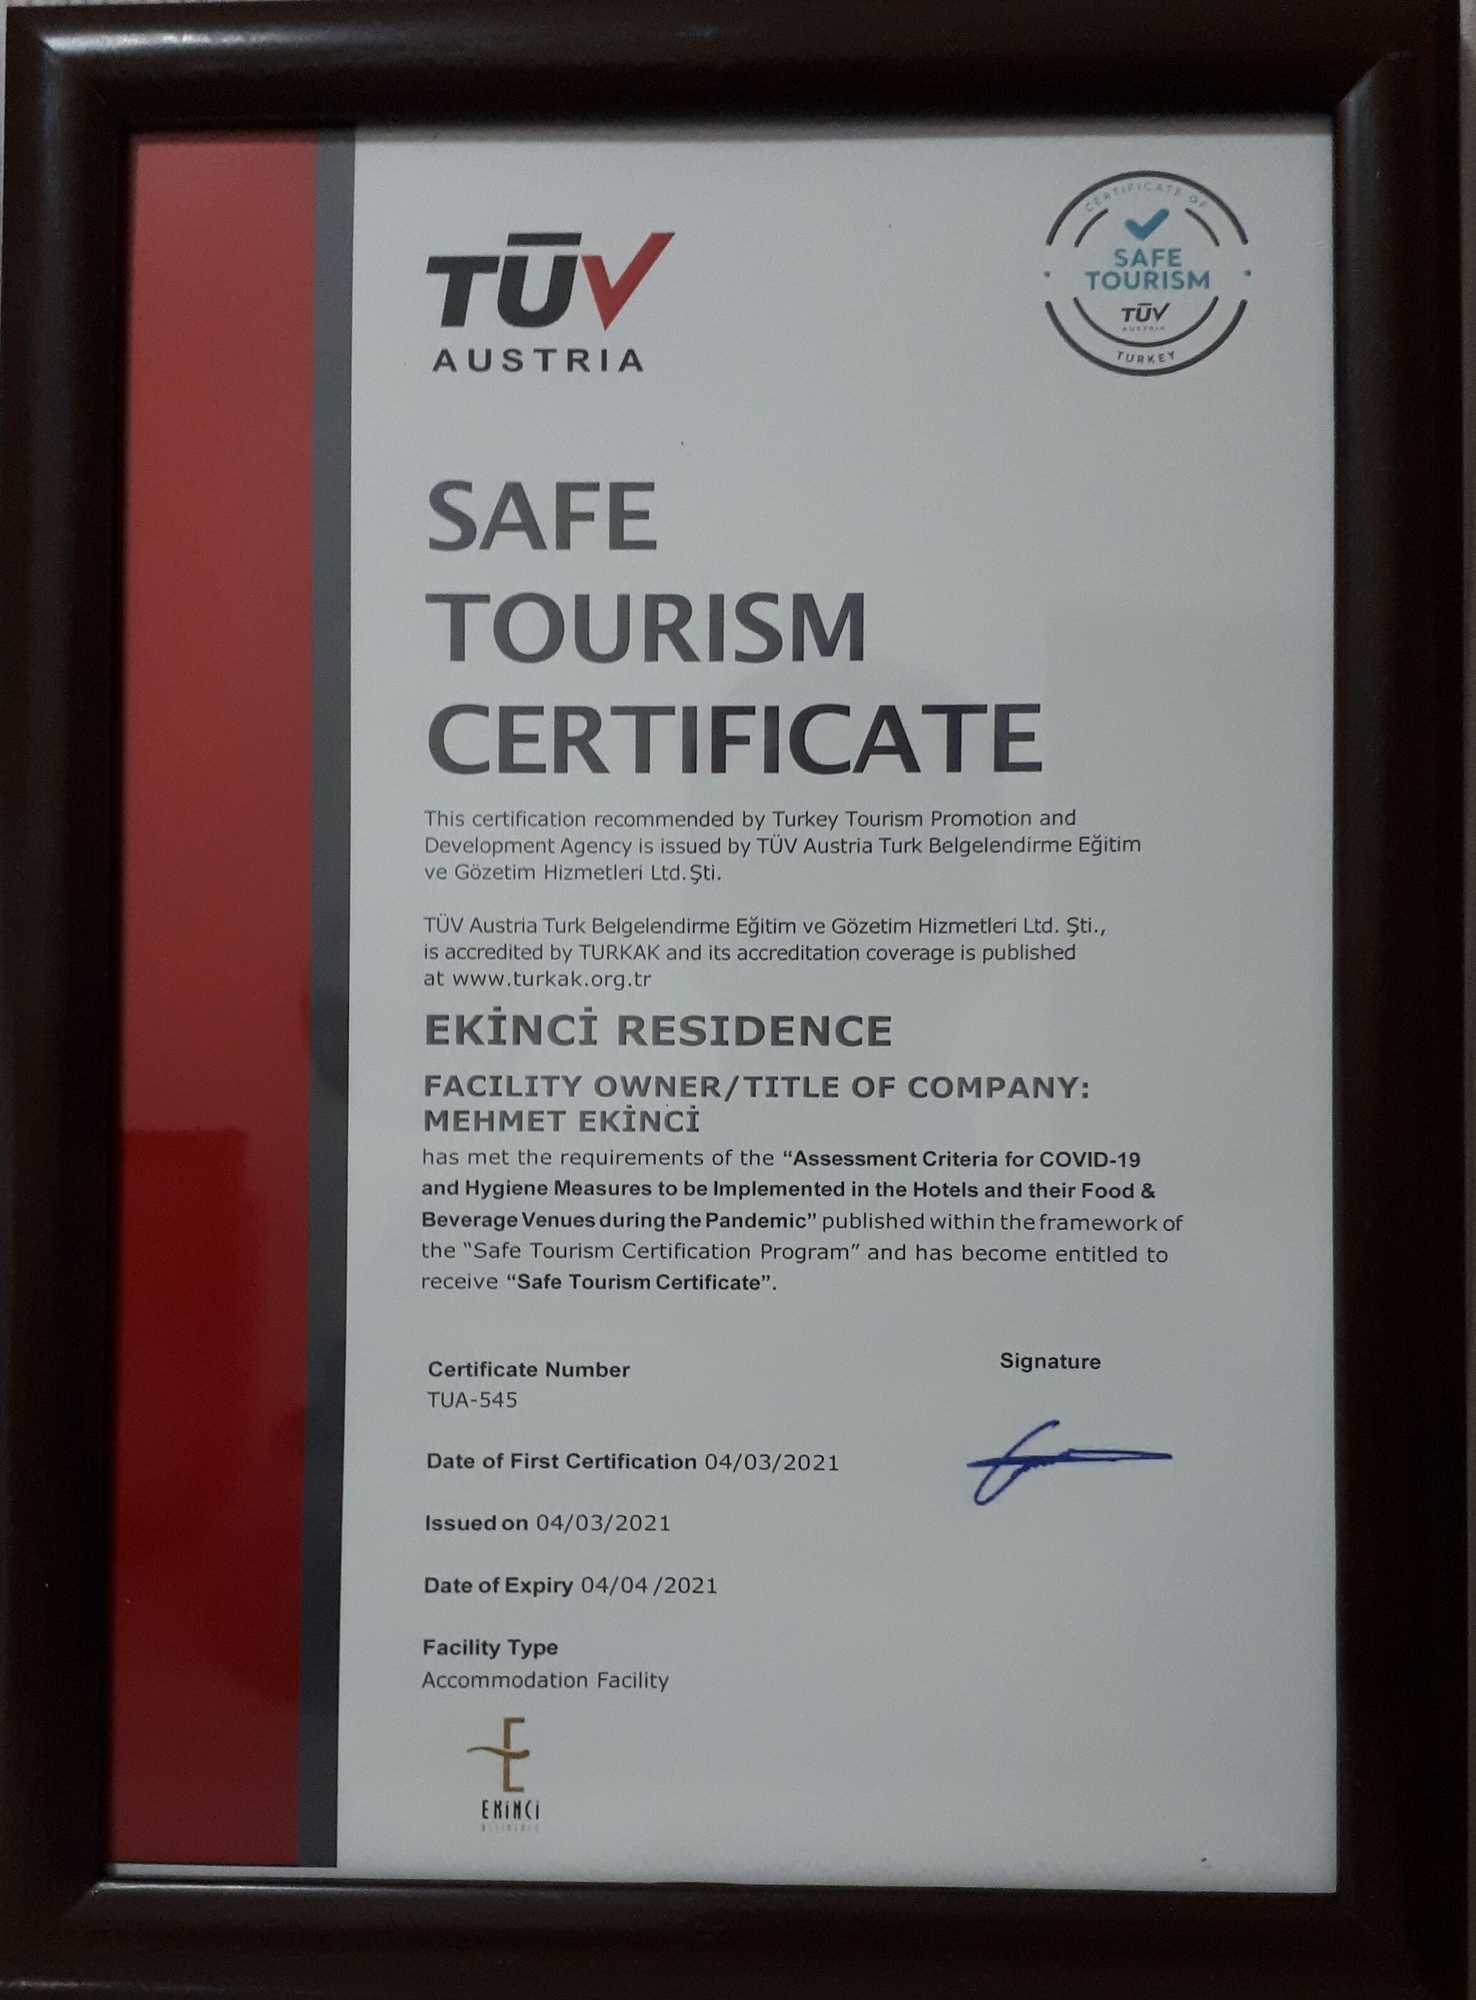 TÜV
AUSTRIA
CERTIFICATE OF
SAFE
TOURISM
TÜV
AUSTRIA
TURKEY
SAFE
TOURISM
CERTIFICATE
This certification recommended by Turkey Tourism Promotion and
Development Agency is issued by TÜV Austria Turk Belgelendirme Eğitim
ve Gözetim Hizmetleri Ltd.Şti.
TÜV Austria Turk Belgelendirme Eğitim ve Gözetim Hizmetleri Ltd. Şti.,
is accredited by TURKAK and its accreditation coverage is published
at www.turkak.org.tr
EKİNCİ RESIDENCE
FACILITY OWNER/TITLE OF COMPANY:
MEHMET EKİNCİ
has met the requirements of the “Assessment Criteria for COVID-19
and Hygiene Measures to be Implemented in the Hotels and their Food &
Beverage Venues during the Pandemic” published within the framework of
the “Safe Tourism Certification Program” and has become entitled to
receive “Safe Tourism Certificate”.
Certificate Number
TUA-545
Signature
Date of First Certification 04/03/2021
Issued on 04/03/2021
Date of Expiry 04/04 /2021
Facility Type
Accommodation Facility
EKİNCİ